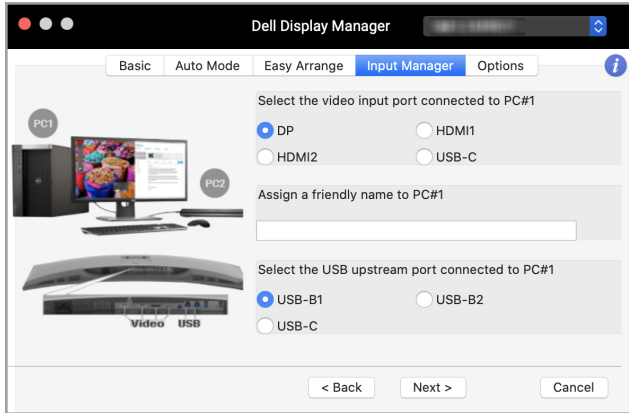 Dell Display Manager
Basic
Auto Mode
Easy Arrange
Input Manager
Options
i
Select the video input port connected to PC#1
PC1
DP
HDMI1
HDMI2
USB-C
PC2
Assign a friendly name to PC#1
Select the USB upstream port connected to PC#1
USB-B1
USB-B2
Video
USB
USB-C
< Back
Next >
Cancel